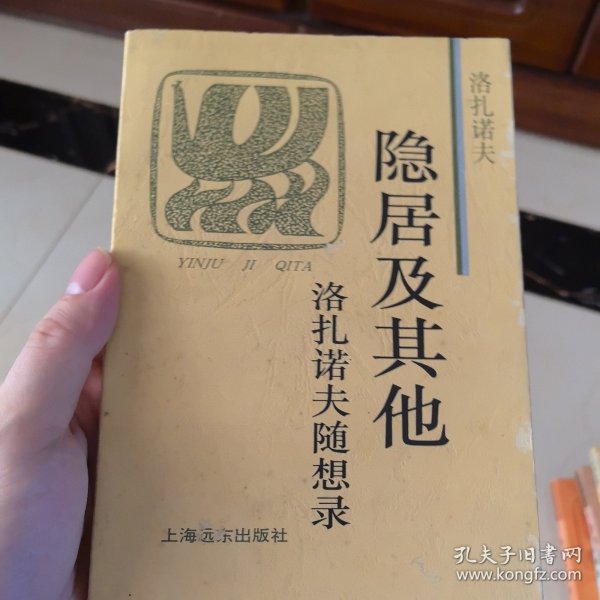 洛扎诺夫
隐居及其他
YINJU JI QITA
洛扎诺夫随想录
上海远东出版社
孔夫子旧书网
www.kongfz.com